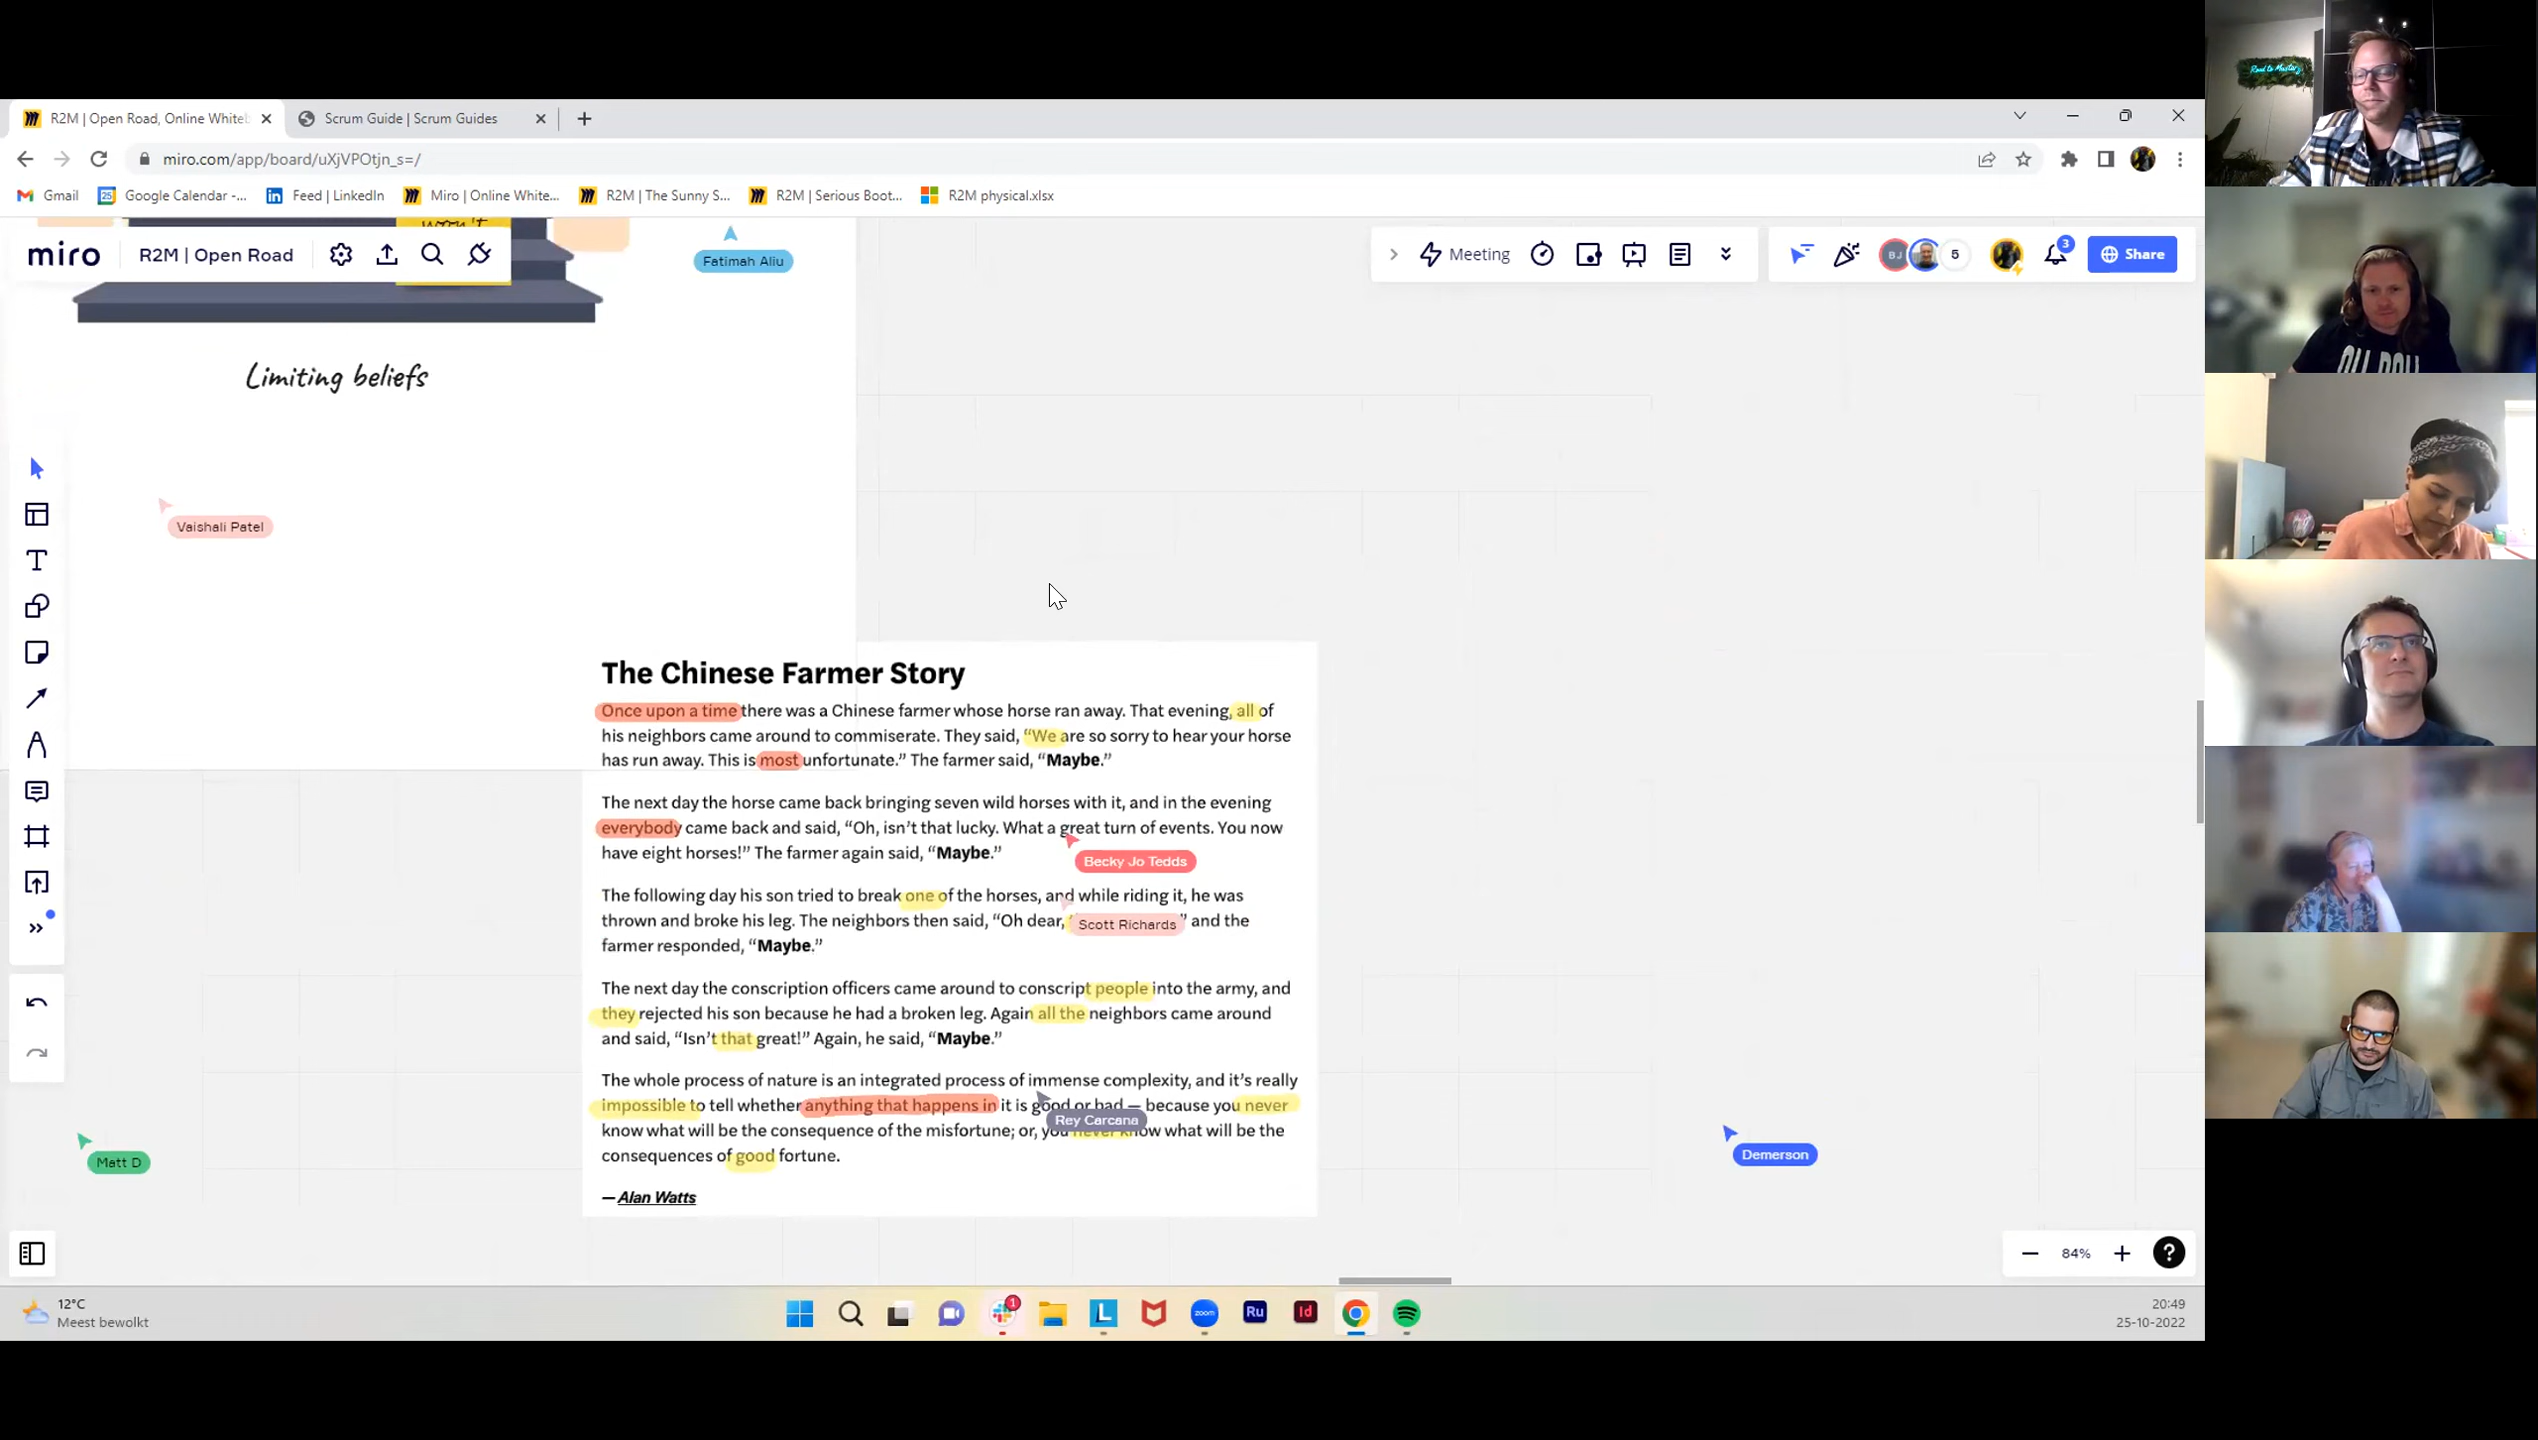 R2M | Open Road, Online Whiteb
Scrum Guide | Scrum Guides
miro.com/app/board/uXjVPOtjn_s=/
Gmail
Google Calendar -...
Feed | LinkedIn
Miro | Online White...
R2M | The Sunny S...
R2M | Serious Boot...
R2M physical.xlsx
miro
R2M | Open Road
Fatimah Aliu
Meeting
BJ
5
3
Share
Limiting beliefs
Vaishali Patel
The Chinese Farmer Story
Once upon a time there was a Chinese farmer whose horse ran away. That evening, all of
his neighbors came around to commiserate. They said, “We are so sorry to hear your horse
has run away. This is most unfortunate.” The farmer said, “Maybe.”
The next day the horse came back bringing seven wild horses with it, and in the evening
everybody came back and said, “Oh, isn’t that lucky. What a great turn of events. You now
have eight horses!” The farmer again said, “Maybe.”
Becky Jo Tedds
The following day his son tried to break one of the horses, and while riding it, he was
thrown and broke his leg. The neighbors then said, “Oh dear, ” and the
Scott Richards
farmer responded, “Maybe.”
The next day the conscription officers came around to conscript people into the army, and
they rejected his son because he had a broken leg. Again all the neighbors came around
and said, “Isn’t that great!” Again, he said, “Maybe.”
The whole process of nature is an integrated process of immense complexity, and it’s really
impossible to tell whether anything that happens in it is good or bad — because you never
Rey Carcana
know what will be the consequence of the misfortune; or, you never know what will be the
consequences of good fortune.
— Alan Watts
Matt D
Demerson
84%
12°C
Meest bewolkt
1
L
zoom
Ru
Id
20:49
25-10-2022
Road to Mastery